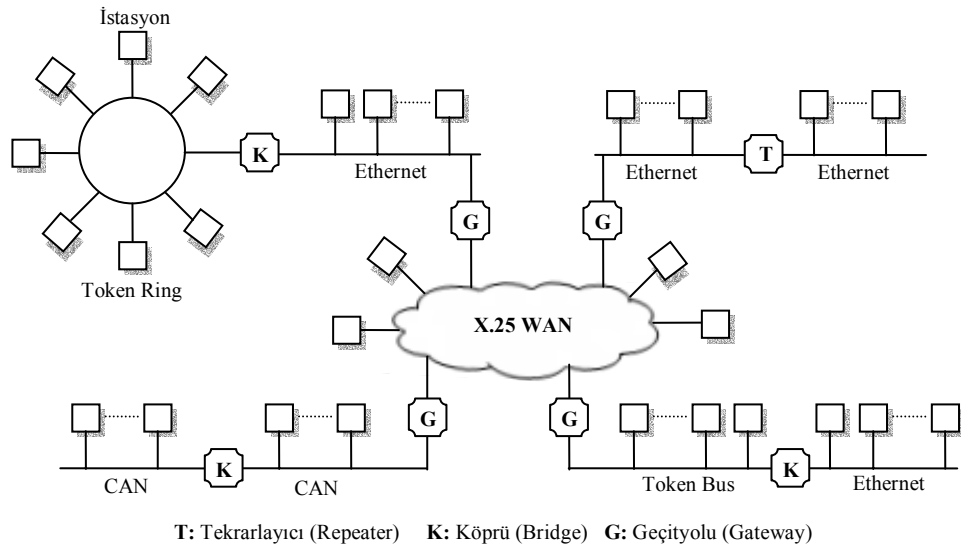 İstasyon
K
Ethernet
Ethernet
T
Ethernet
G
G
Token Ring
X.25 WAN
G
G
CAN
K
CAN
Token Bus
K
Ethernet
T: Tekrarlayıcı (Repeater) K: Köprü (Bridge) G: Geçityolu (Gateway)